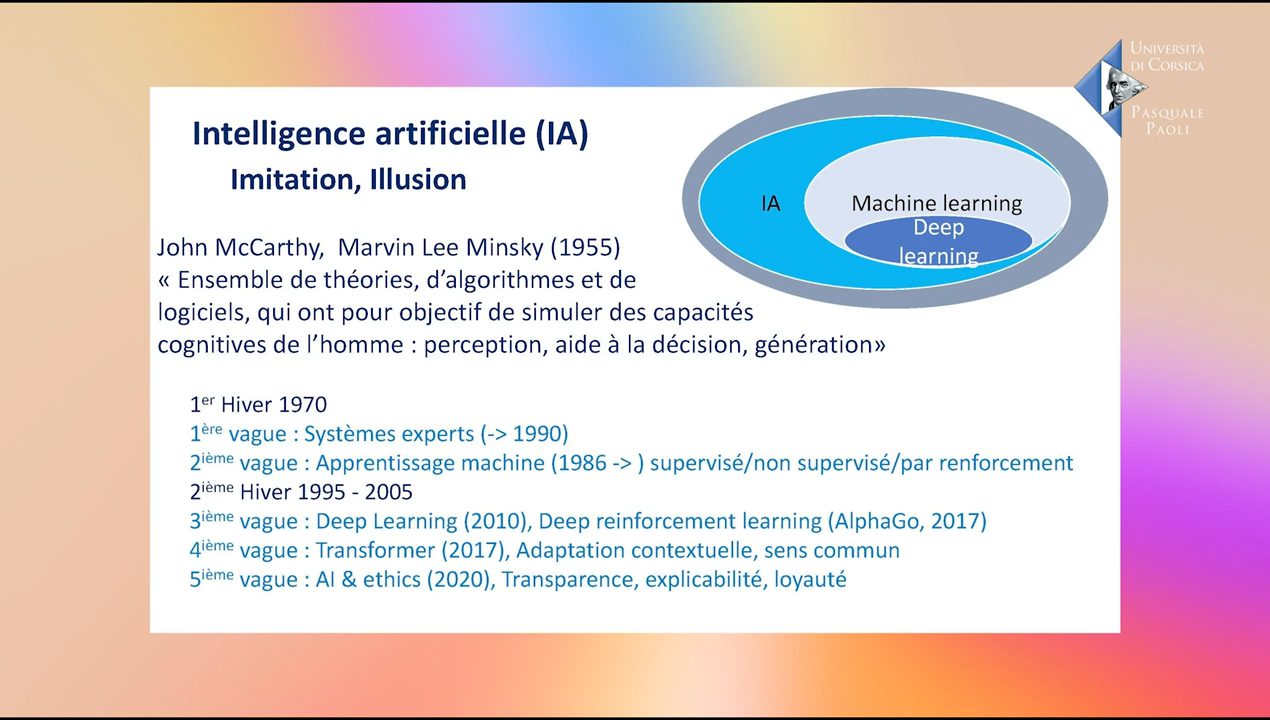 UNIVERSITÀ
DI CORSICA
PASQUALE
PAOLI
Intelligence artificielle (IA)
Imitation, Illusion
IA
Machine learning
Deep
learning
John McCarthy, Marvin Lee Minsky (1955)
« Ensemble de théories, d’algorithmes et de
logiciels, qui ont pour objectif de simuler des capacités
cognitives de l’homme : perception, aide à la décision, génération»
1er Hiver 1970
1ère vague : Systèmes experts (-> 1990)
2ième vague : Apprentissage machine (1986 -> ) supervisé/non supervisé/par renforcement
2ième Hiver 1995 - 2005
3ième vague : Deep Learning (2010), Deep reinforcement learning (AlphaGo, 2017)
4ième vague : Transformer (2017), Adaptation contextuelle, sens commun
5ième vague : AI & ethics (2020), Transparence, explicabilité, loyauté